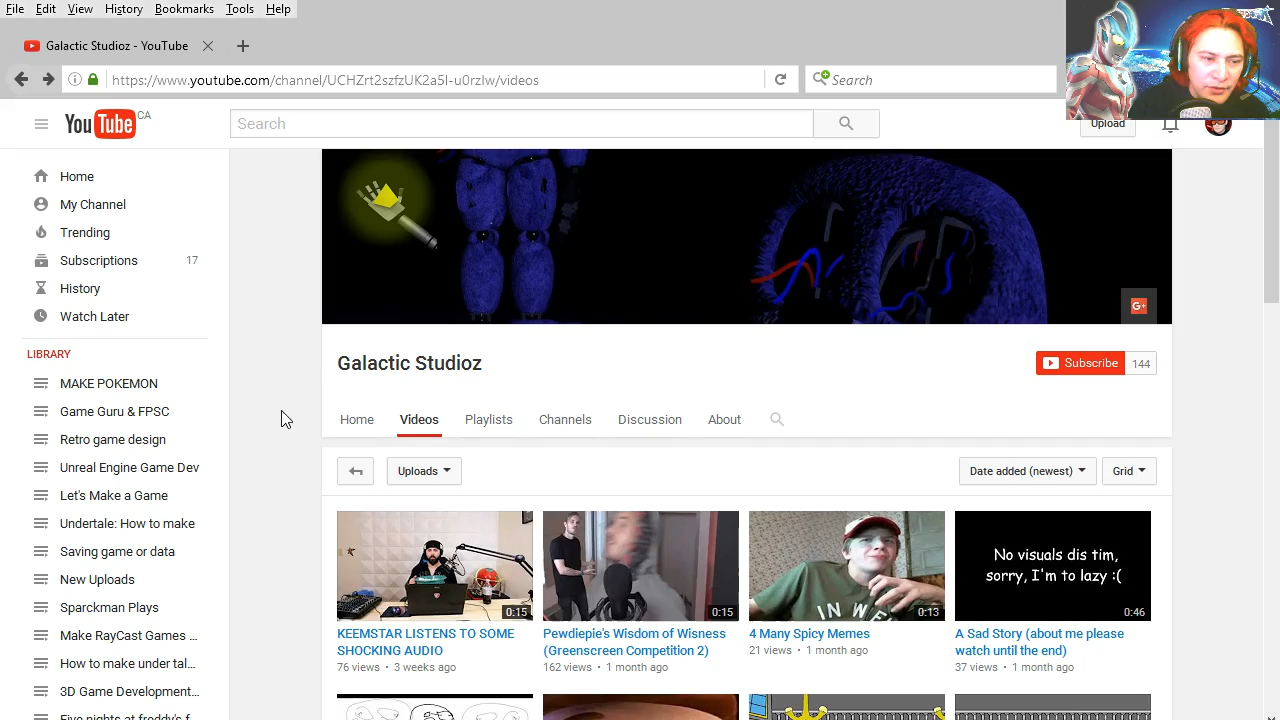 File Edit View History Bookmarks Tools Help
Galactic Studioz - YouTube
https://www.youtube.com/channel/UCHZrt2szfzUK2a5I-u0rzIw/videos
Search
YouTube CA
Search
Upload
Home
My Channel
Trending
Subscriptions 17
History
Watch Later
LIBRARY
MAKE POKEMON
Game Guru & FPSC
Retro game design
Unreal Engine Game Dev
Let's Make a Game
Undertale: How to make
Saving game or data
New Uploads
Sparckman Plays
Make RayCast Games ...
How to make under tal...
3D Game Development...
Five nights at freddy's f
G+
Galactic Studioz
Subscribe 144
Home Videos Playlists Channels Discussion About
Uploads
Date added (newest)
Grid
0:15
0:15
IN WE
0:13
No visuals dis tim,
sorry, I'm to lazy :(
0:46
KEEMSTAR LISTENS TO SOME
SHOCKING AUDIO
76 views • 3 weeks ago
Pewdiepie's Wisdom of Wisness
(Greenscreen Competition 2)
162 views • 1 month ago
4 Many Spicy Memes
21 views • 1 month ago
A Sad Story (about me please
watch until the end)
37 views • 1 month ago